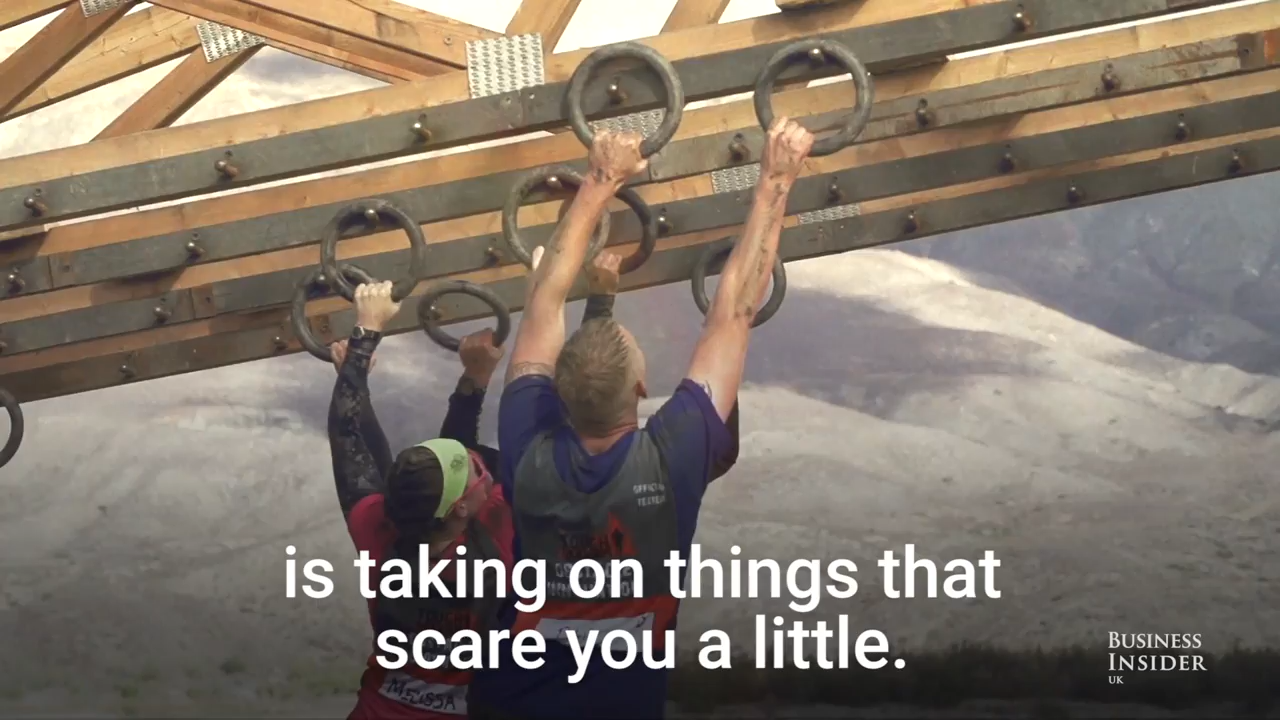 is taking on things that
scare you a little.
BUSINESS
INSIDER
UK
MELISSA